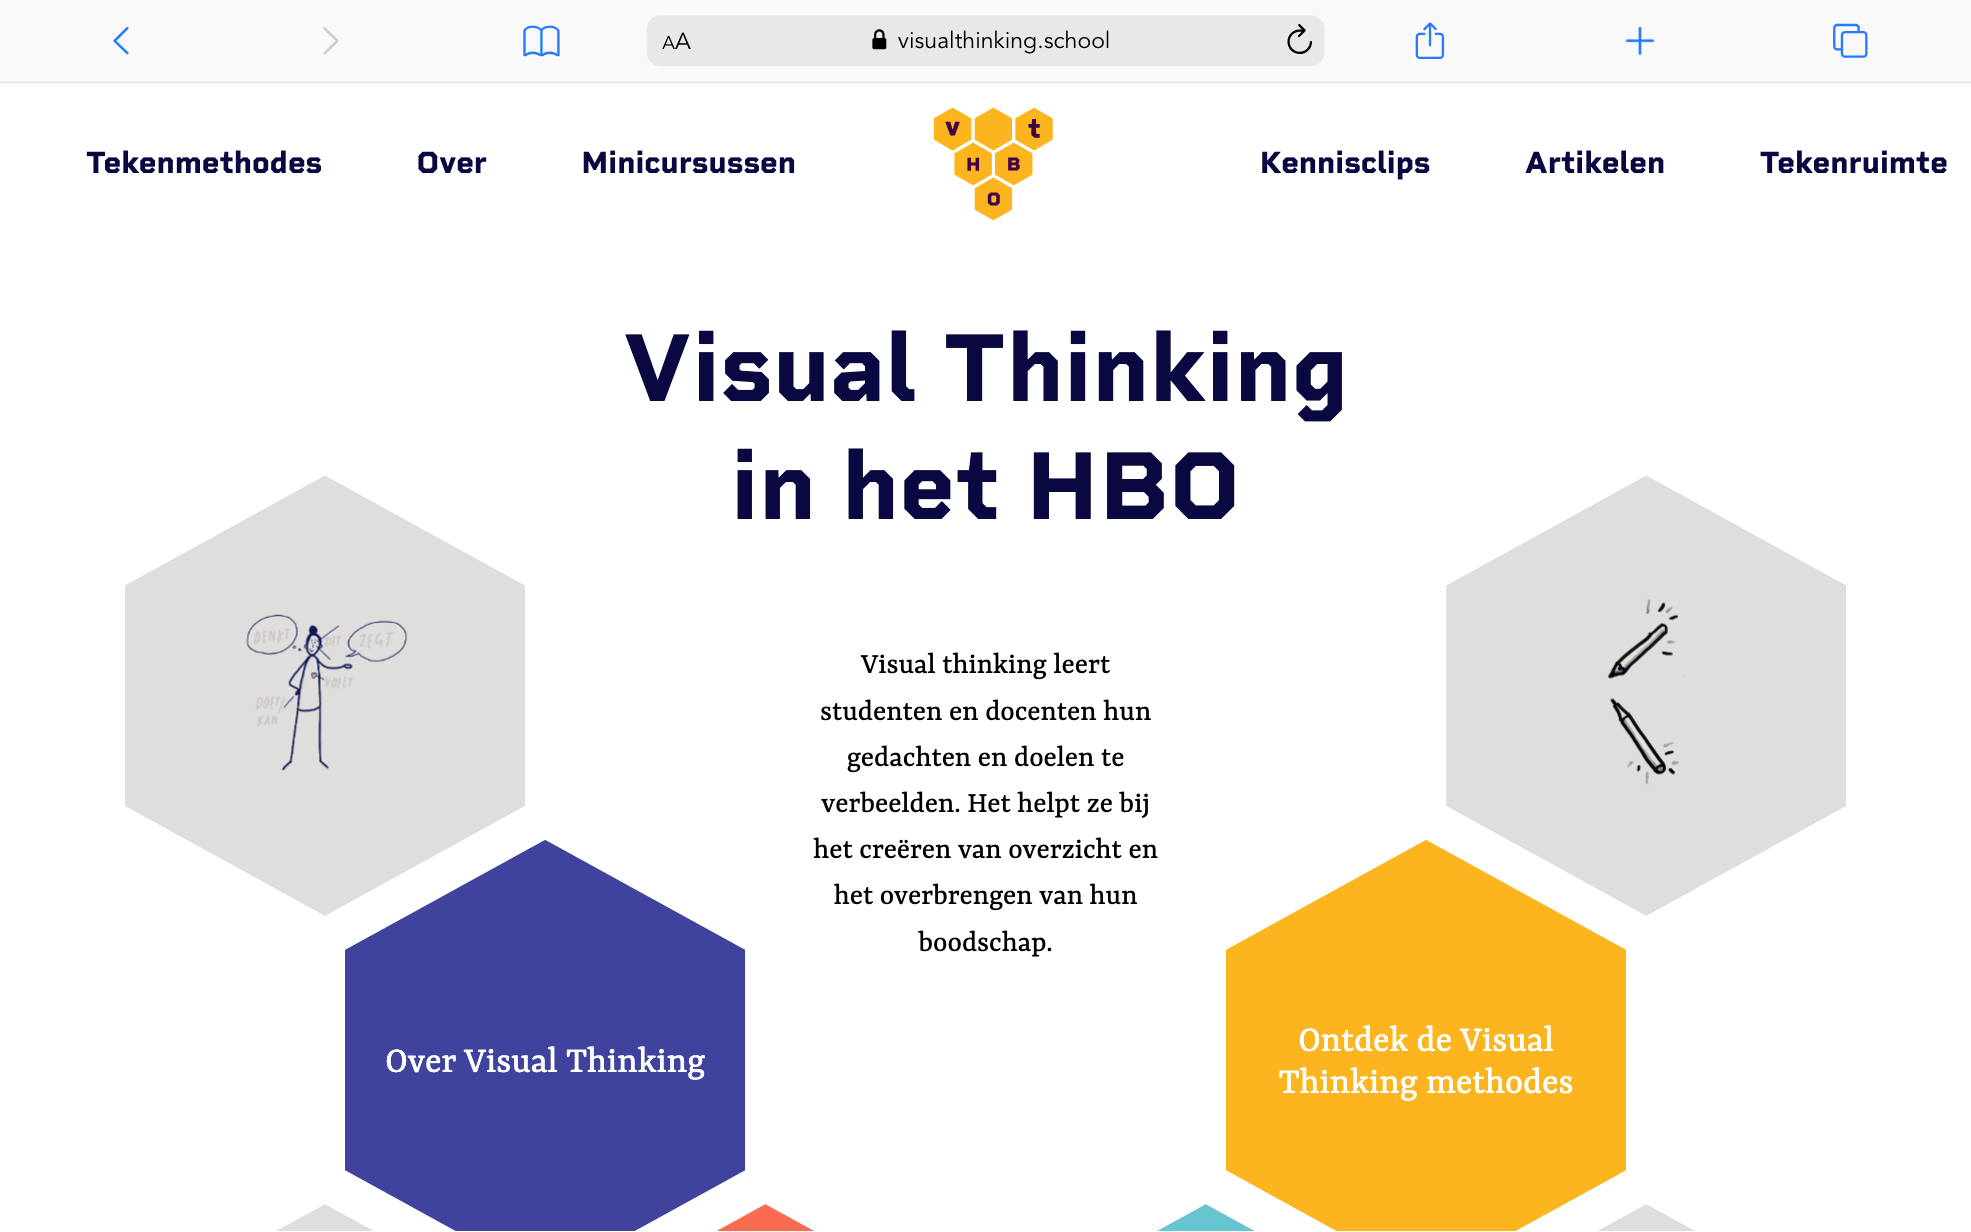 AA
visualthinking.school
Tekenmethodes
Over
Minicursussen
v t
H B
O
Kennisclips
Artikelen
Tekenruimte
Visual Thinking
in het HBO
DENKT
ZEGT
VOELT
KAN
Visual thinking leert
studenten en docenten hun
gedachten en doelen te
verbeelden. Het helpt ze bij
het creëren van overzicht en
het overbrengen van hun
boodschap.
Over Visual Thinking
Ontdek de Visual
Thinking methodes